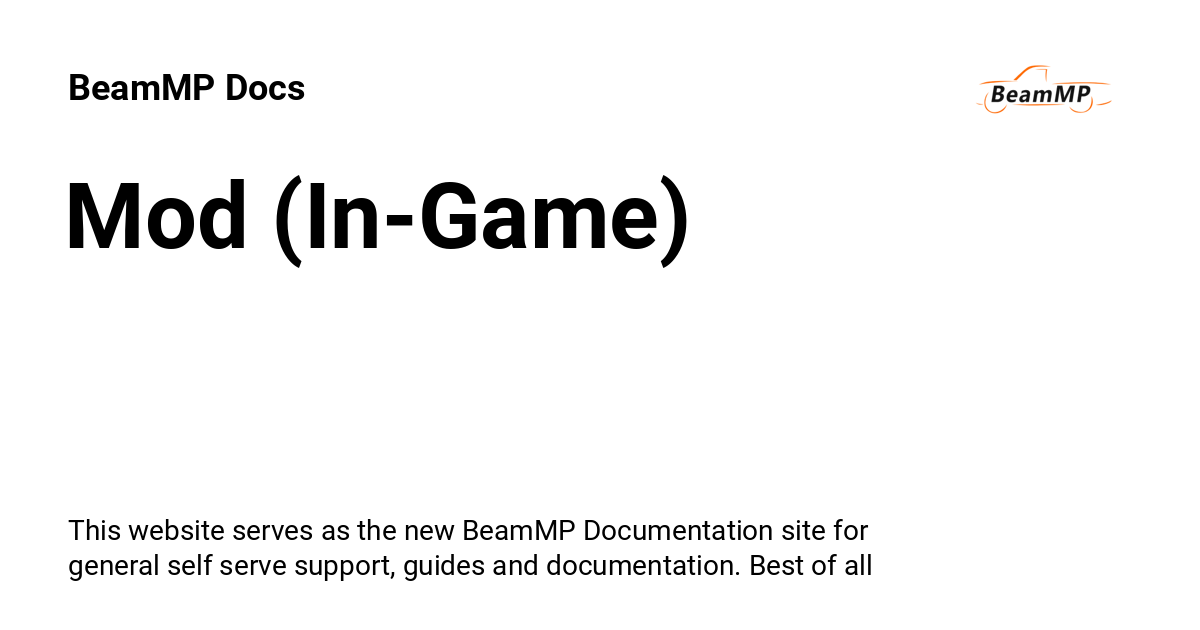 BeamMP Docs
BeamMP
Mod (In-Game)
This website serves as the new BeamMP Documentation site for
general self serve support, guides and documentation. Best of all